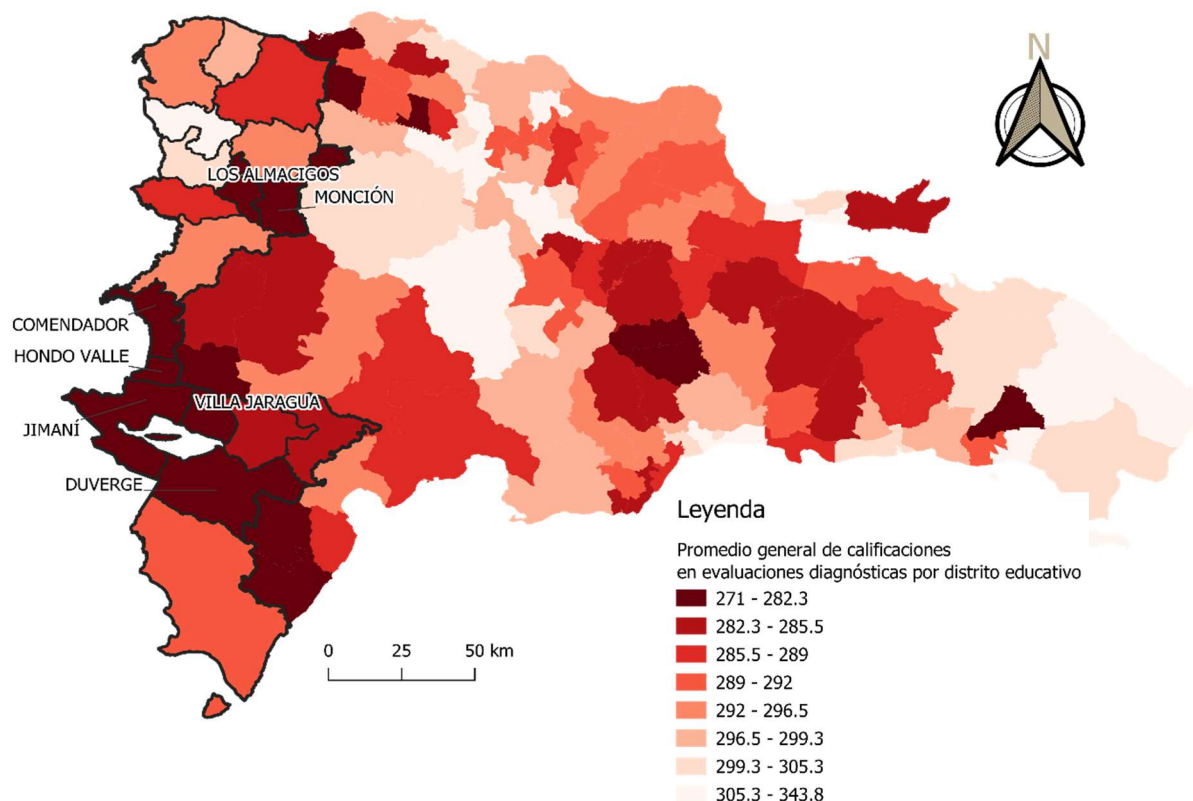 N
LOS ALMACIGOS
MONCIÓN
COMENDADOR
HONDO VALLE
VILLA JARAGUA
JIMANÍ
DUVERGE
Leyenda
Promedio general de calificaciones
en evaluaciones diagnósticas por distrito educativo
271 - 282.3
282.3 - 285.5
285.5 - 289
289 - 292
292 - 296.5
296.5 - 299.3
299.3 - 305.3
305.3 - 343.8
0 25 50 km